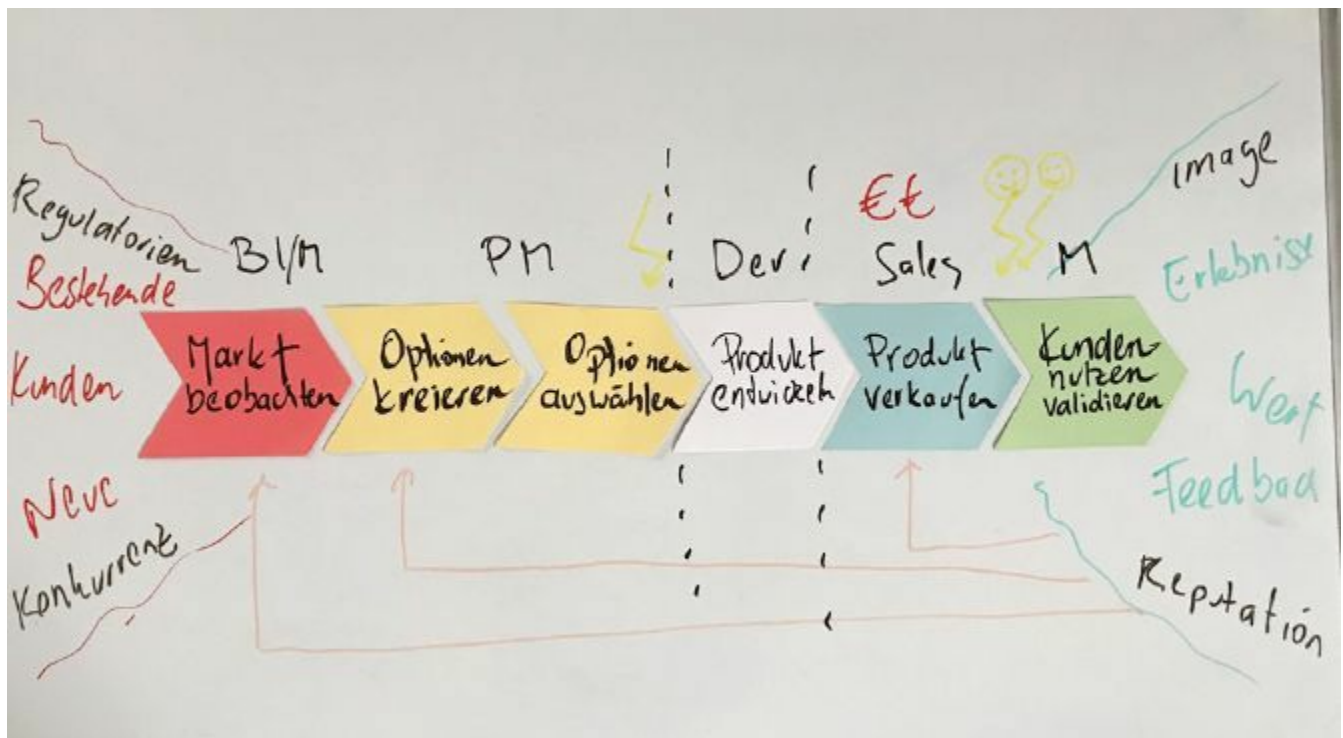 Regulatorien
Bestehende
Kunden
Neue
Konkurrenz
BI/M
PM
Dev
€€
Sales
M
Markt
beobachten
Optionen
kreieren
Optionen
auswählen
Produkt
entwickeln
Produkt
verkaufen
Kunden
nutzen
validieren
Image
Erlebnisse
Wert
Feedback
Reputation